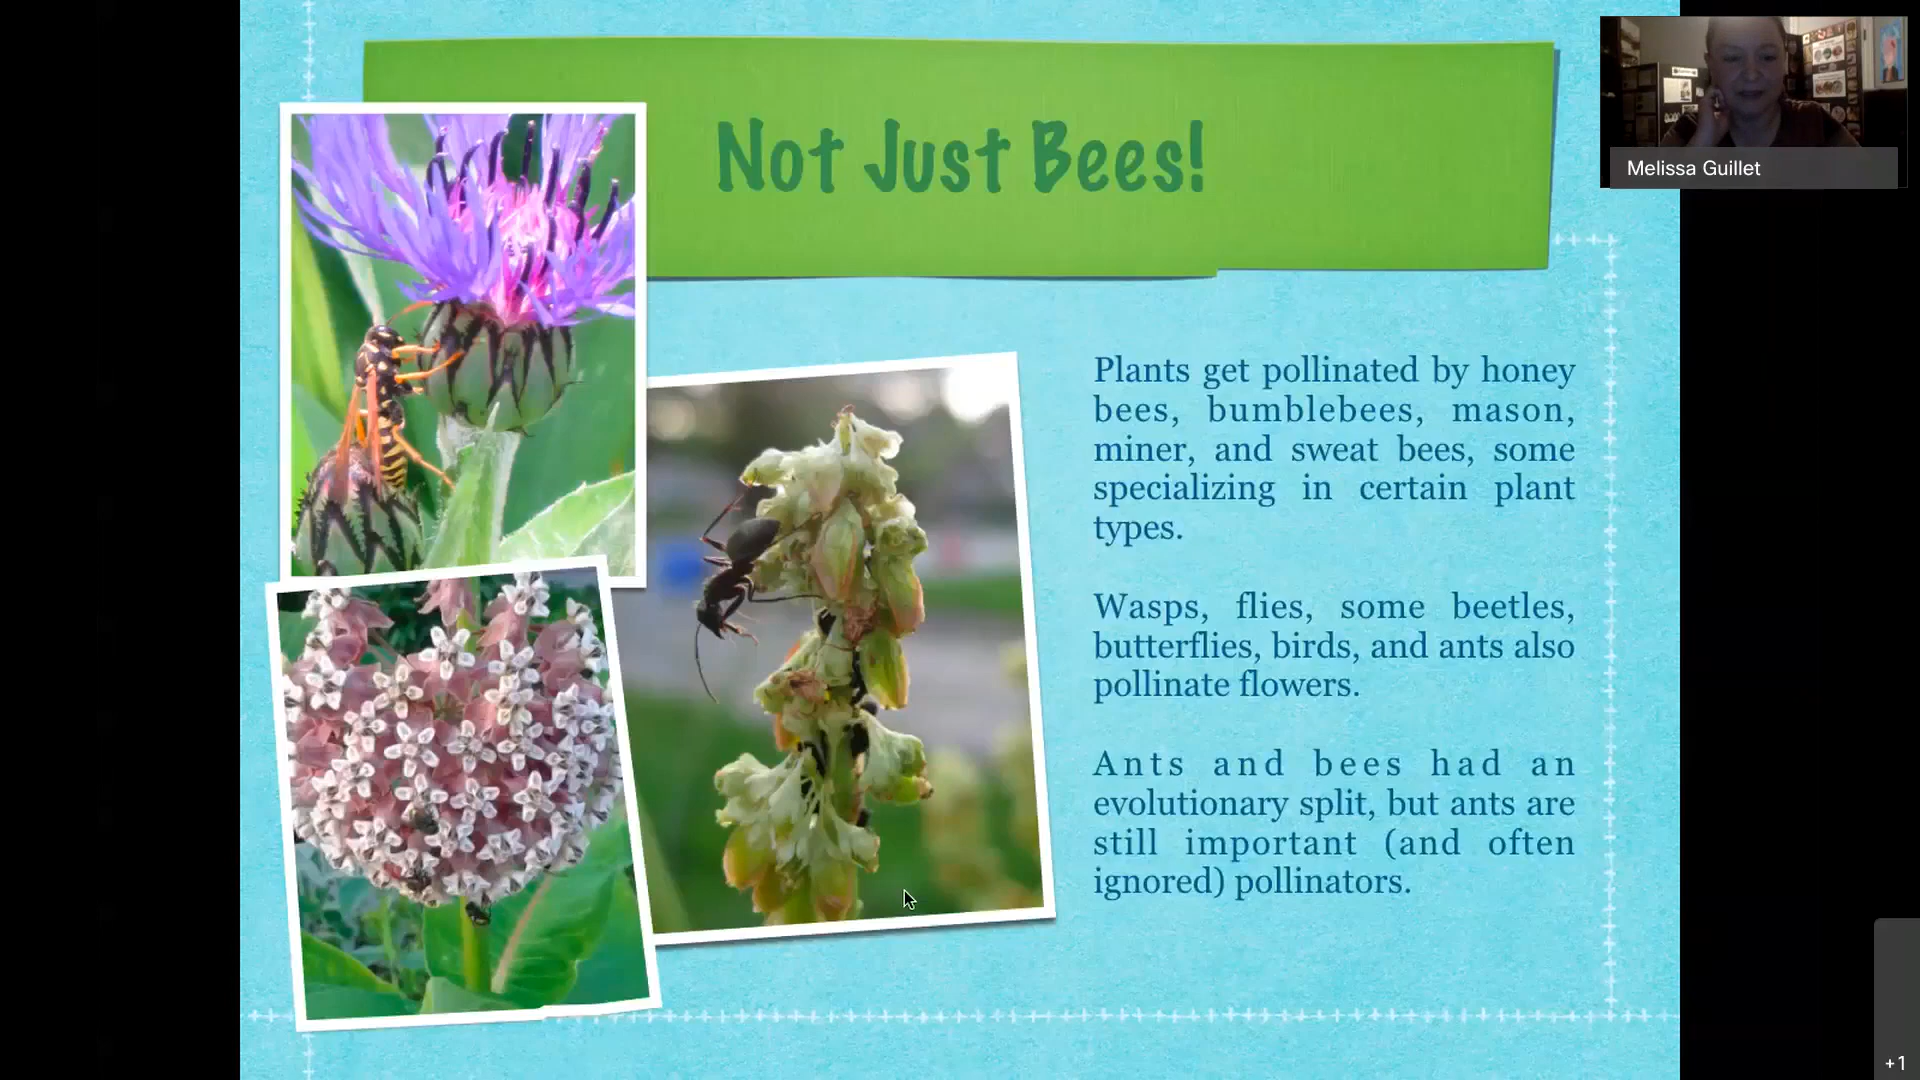 Not Just Bees!
Melissa Guillet
Plants get pollinated by honey
bees, bumblebees, mason,
miner, and sweat bees, some
specializing in certain plant
types.
Wasps, flies, some beetles,
butterflies, birds, and ants also
pollinate flowers.
Ants and bees had an
evolutionary split, but ants are
still important (and often
ignored) pollinators.
+1